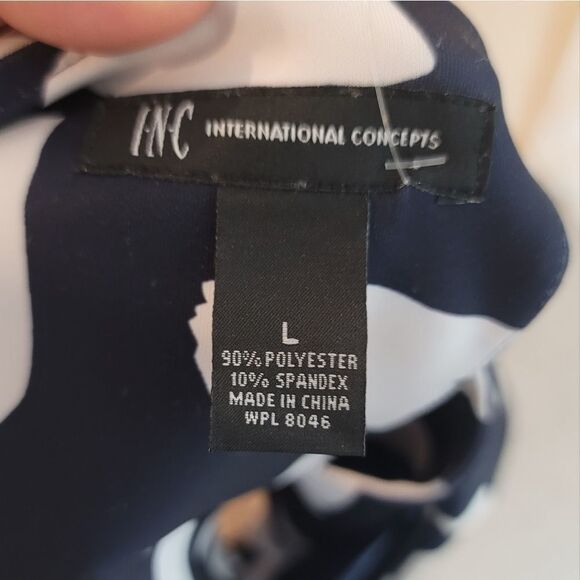 I·N·C INTERNATIONAL CONCEPTS
L
90% POLYESTER
10% SPANDEX
MADE IN CHINA
WPL 8046